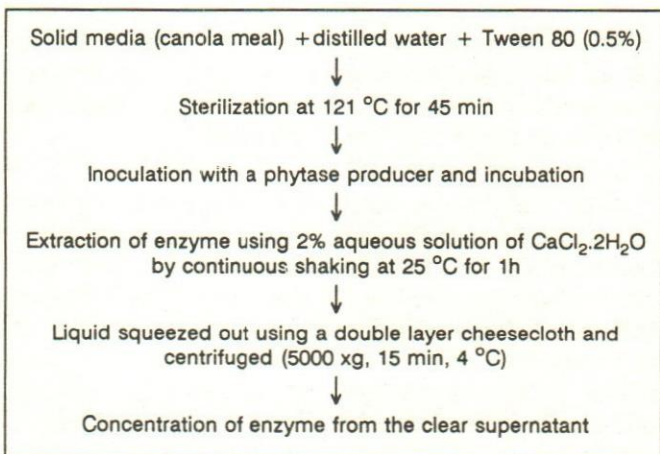 Solid media (canola meal) +distilled water + Tween 80 (0.5%)
↓
Sterilization at 121 °C for 45 min
↓
Inoculation with a phytase producer and incubation
↓
Extraction of enzyme using 2% aqueous solution of CaCl₂.2H₂O
by continuous shaking at 25 °C for 1h
↓
Liquid squeezed out using a double layer cheesecloth and
centrifuged (5000 xg, 15 min, 4 °C)
↓
Concentration of enzyme from the clear supernatant